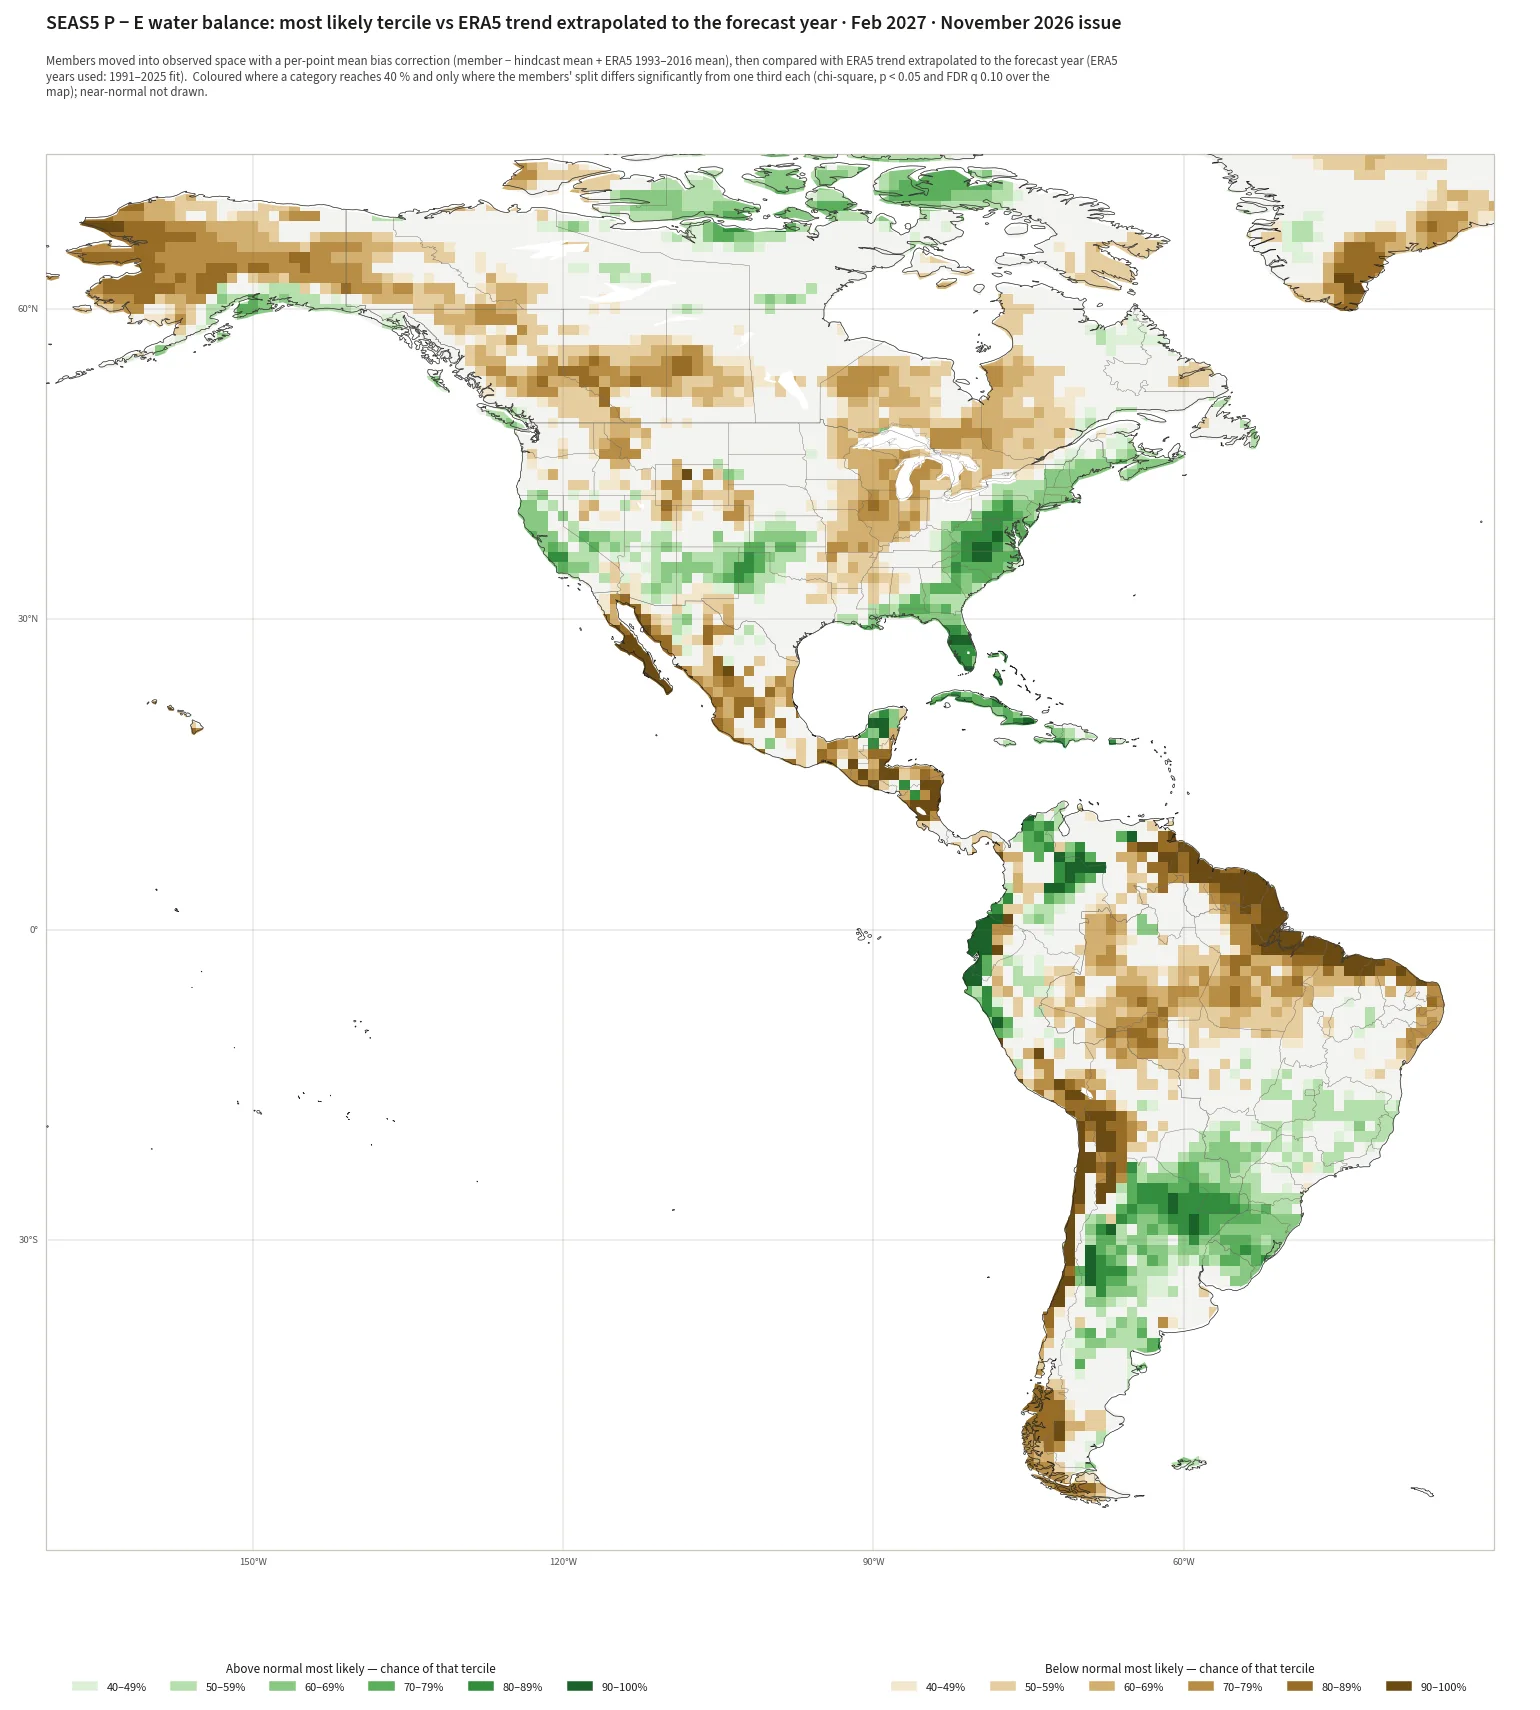 SEAS5 P − E water balance: most likely tercile vs ERA5 trend extrapolated to the forecast year · Feb 2027 · November 2026 issue
Members moved into observed space with a per-point mean bias correction (member − hindcast mean + ERA5 1993–2016 mean), then compared with ERA5 trend extrapolated to the forecast year (ERA5
years used: 1991–2025 fit). Coloured where a category reaches 40 % and only where the members' split differs significantly from one third each (chi-square, p < 0.05 and FDR q 0.10 over the
map); near-normal not drawn.
60°N
30°N
0°
30°S
150°W 120°W 90°W 60°W
Above normal most likely — chance of that tercile
40–49% 50–59% 60–69% 70–79% 80–89% 90–100%
Below normal most likely — chance of that tercile
40–49% 50–59% 60–69% 70–79% 80–89% 90–100%